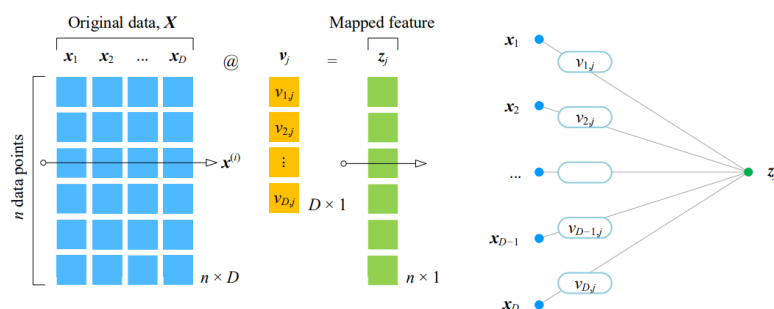 Original data, X
Mapped feature
x1 x2 ... xD @ vj = zj
n data points
v1,j
v2,j
⋮
vD,j
x(i)
n × D
D × 1
n × 1
x1
v1,j
x2
v2,j
...
xD−1
vD−1,j
xD
vD,j
z